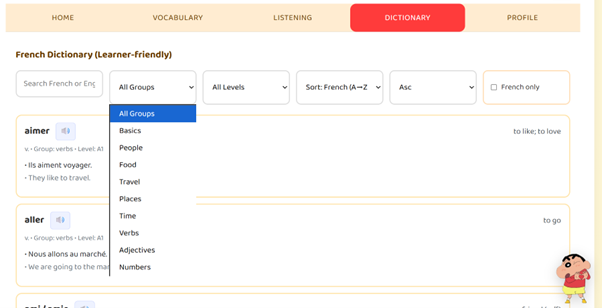 HOME VOCABULARY LISTENING DICTIONARY PROFILE
French Dictionary (Learner-friendly)
Search French or Eng All Groups All Levels Sort: French (A→Z Asc French only
All Groups
Basics
People
Food
Travel
Places
Time
Verbs
Adjectives
Numbers
aimer to like; to love
v. • Group: verbs • Level: A1
• Ils aiment voyager.
• They like to travel.
aller to go
v. • Group: verbs • Level: A1
• Nous allons au marché.
• We are going to the mar